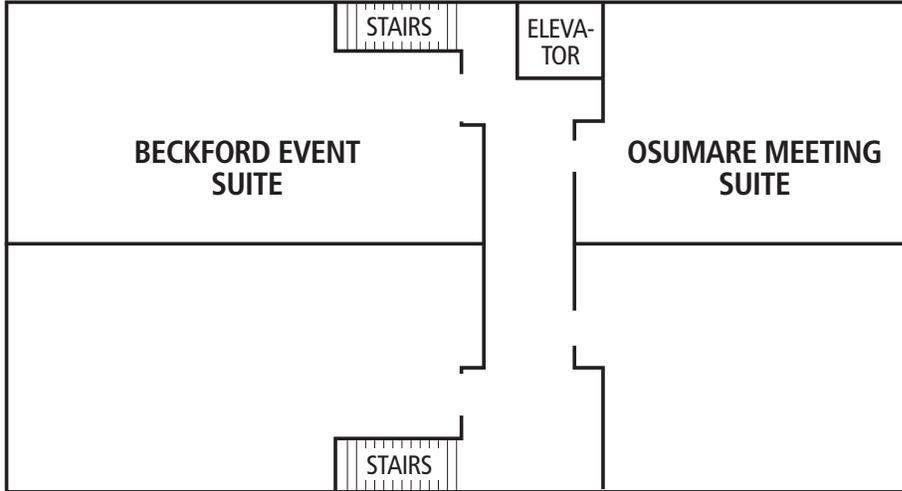 STAIRS
ELEVA-
TOR
BECKFORD EVENT
SUITE
OSUMARE MEETING
SUITE
STAIRS